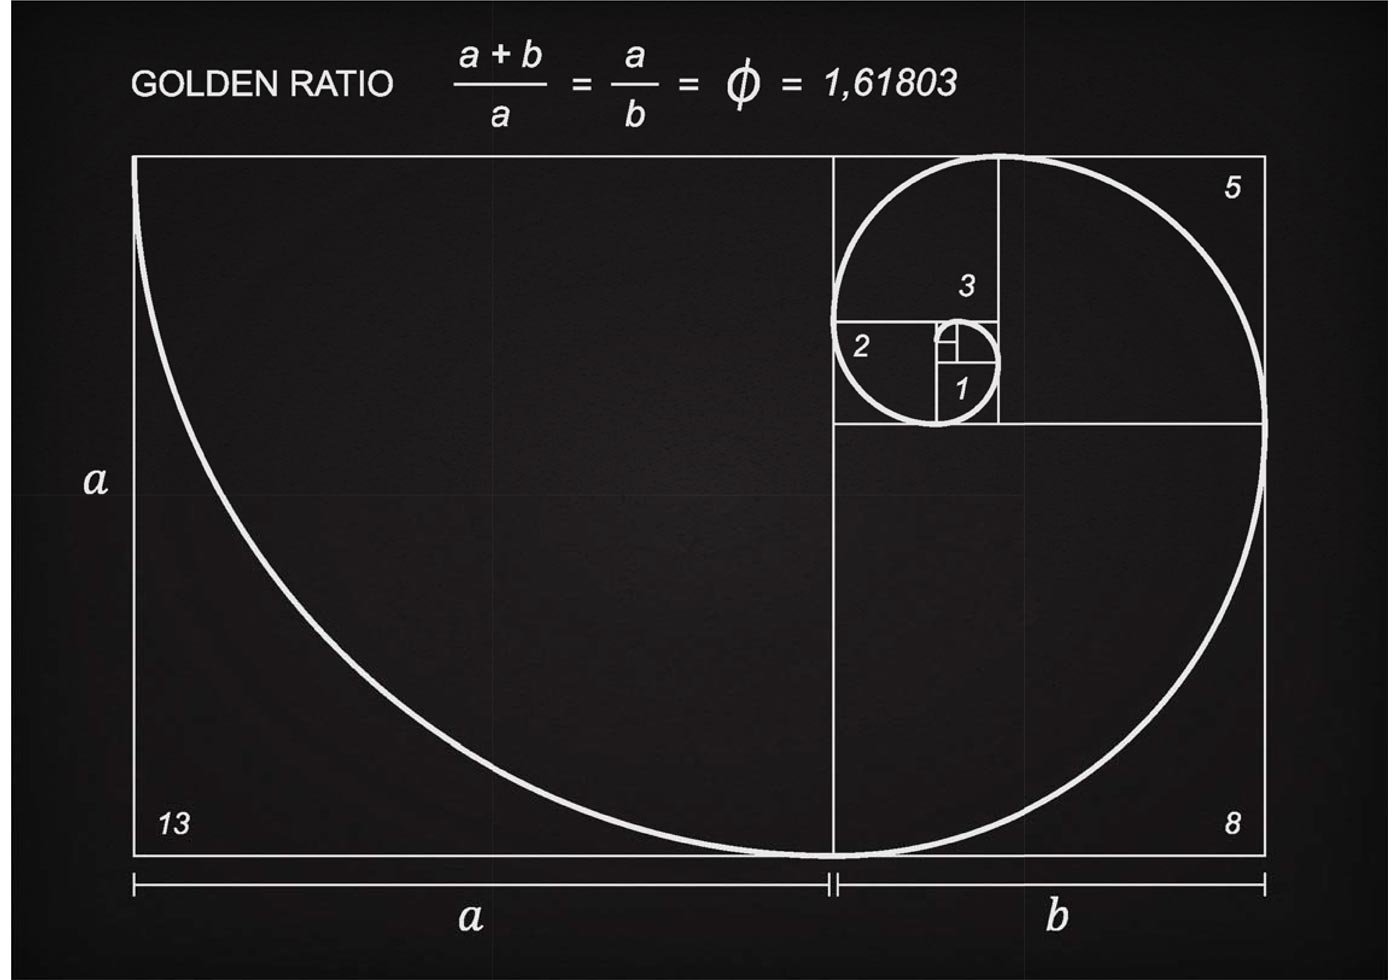 GOLDEN RATIO (a + b)/a = a/b = ϕ = 1,61803
5
3
2
1
a
13
8
a
b